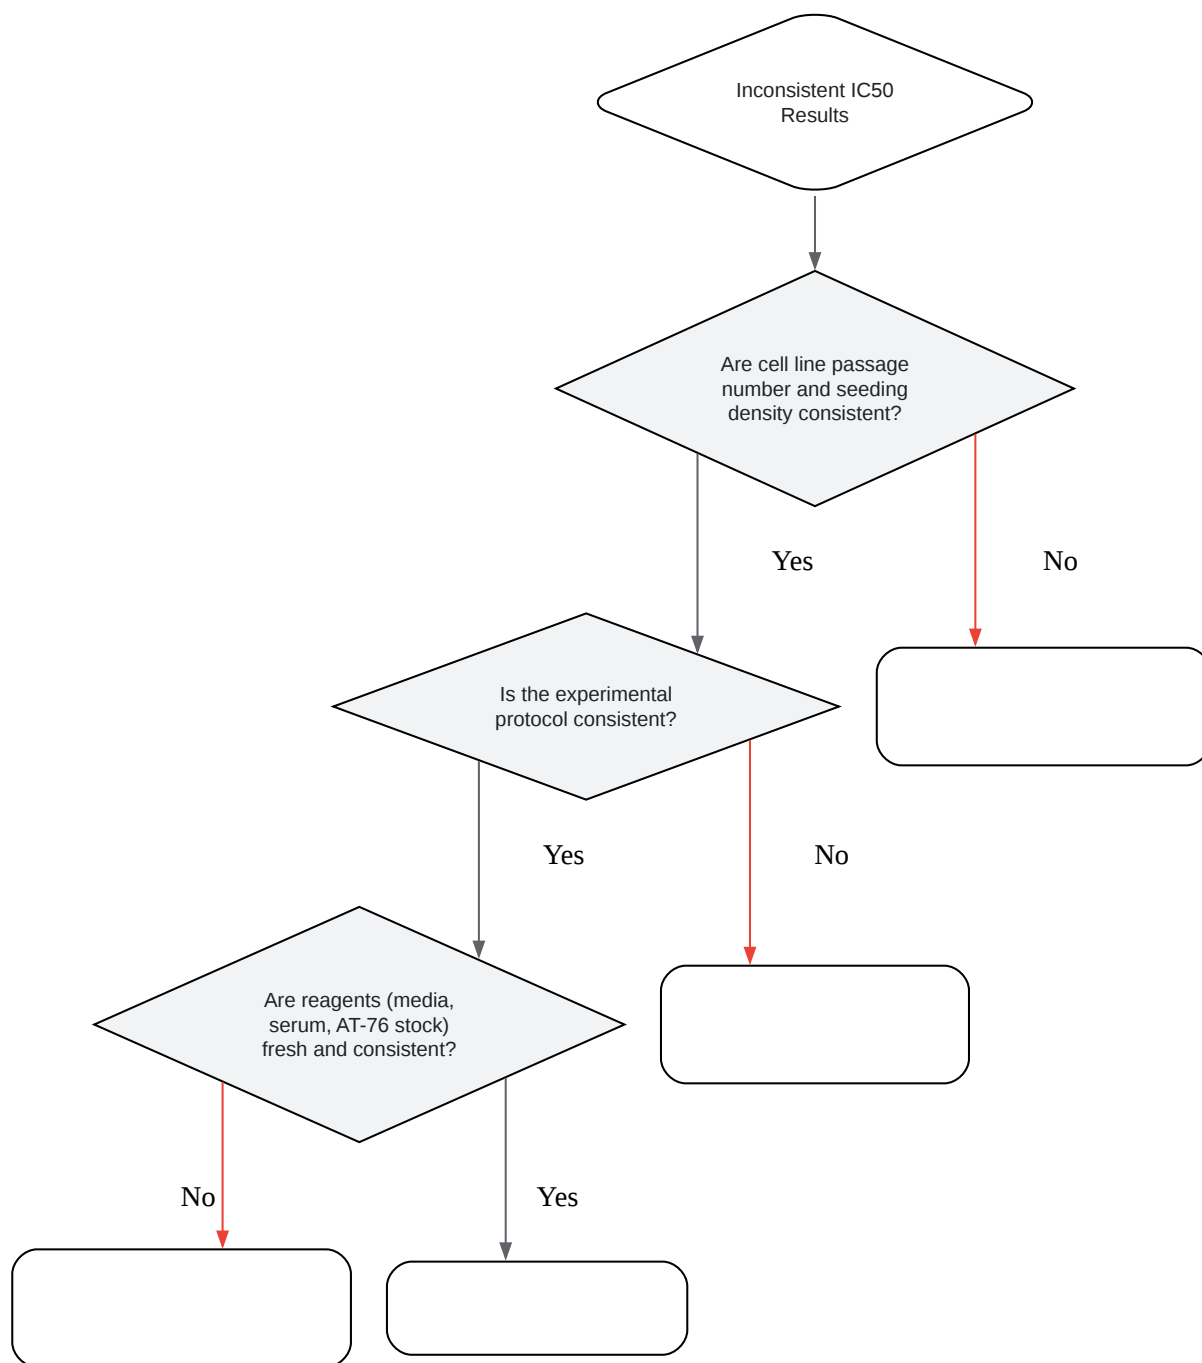 Inconsistent IC50
Results
Are cell line passage
number and seeding
density consistent?
Yes
No
Is the experimental
protocol consistent?
Yes
No
Are reagents (media,
serum, AT-76 stock)
fresh and consistent?
No
Yes